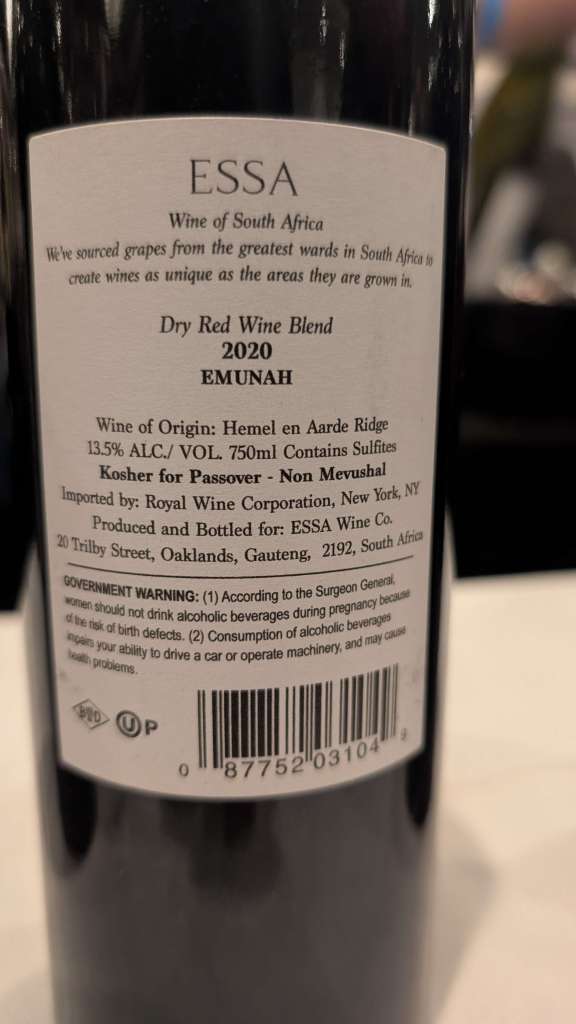 ESSA
Wine of South Africa
We've sourced grapes from the greatest wards in South Africa to
create wines as unique as the areas they are grown in.
Dry Red Wine Blend
2020
EMUNAH
Wine of Origin: Hemel en Aarde Ridge
13.5% ALC./ VOL. 750ml Contains Sulfites
Kosher for Passover - Non Mevushal
Imported by: Royal Wine Corporation, New York, NY
Produced and Bottled for: ESSA Wine Co.
20 Trilby Street, Oaklands, Gauteng, 2192, South Africa
GOVERNMENT WARNING: (1) According to the Surgeon General,
women should not drink alcoholic beverages during pregnancy because
of the risk of birth defects. (2) Consumption of alcoholic beverages
impairs your ability to drive a car or operate machinery, and may cause
health problems.
U P
0 87752 03104 9